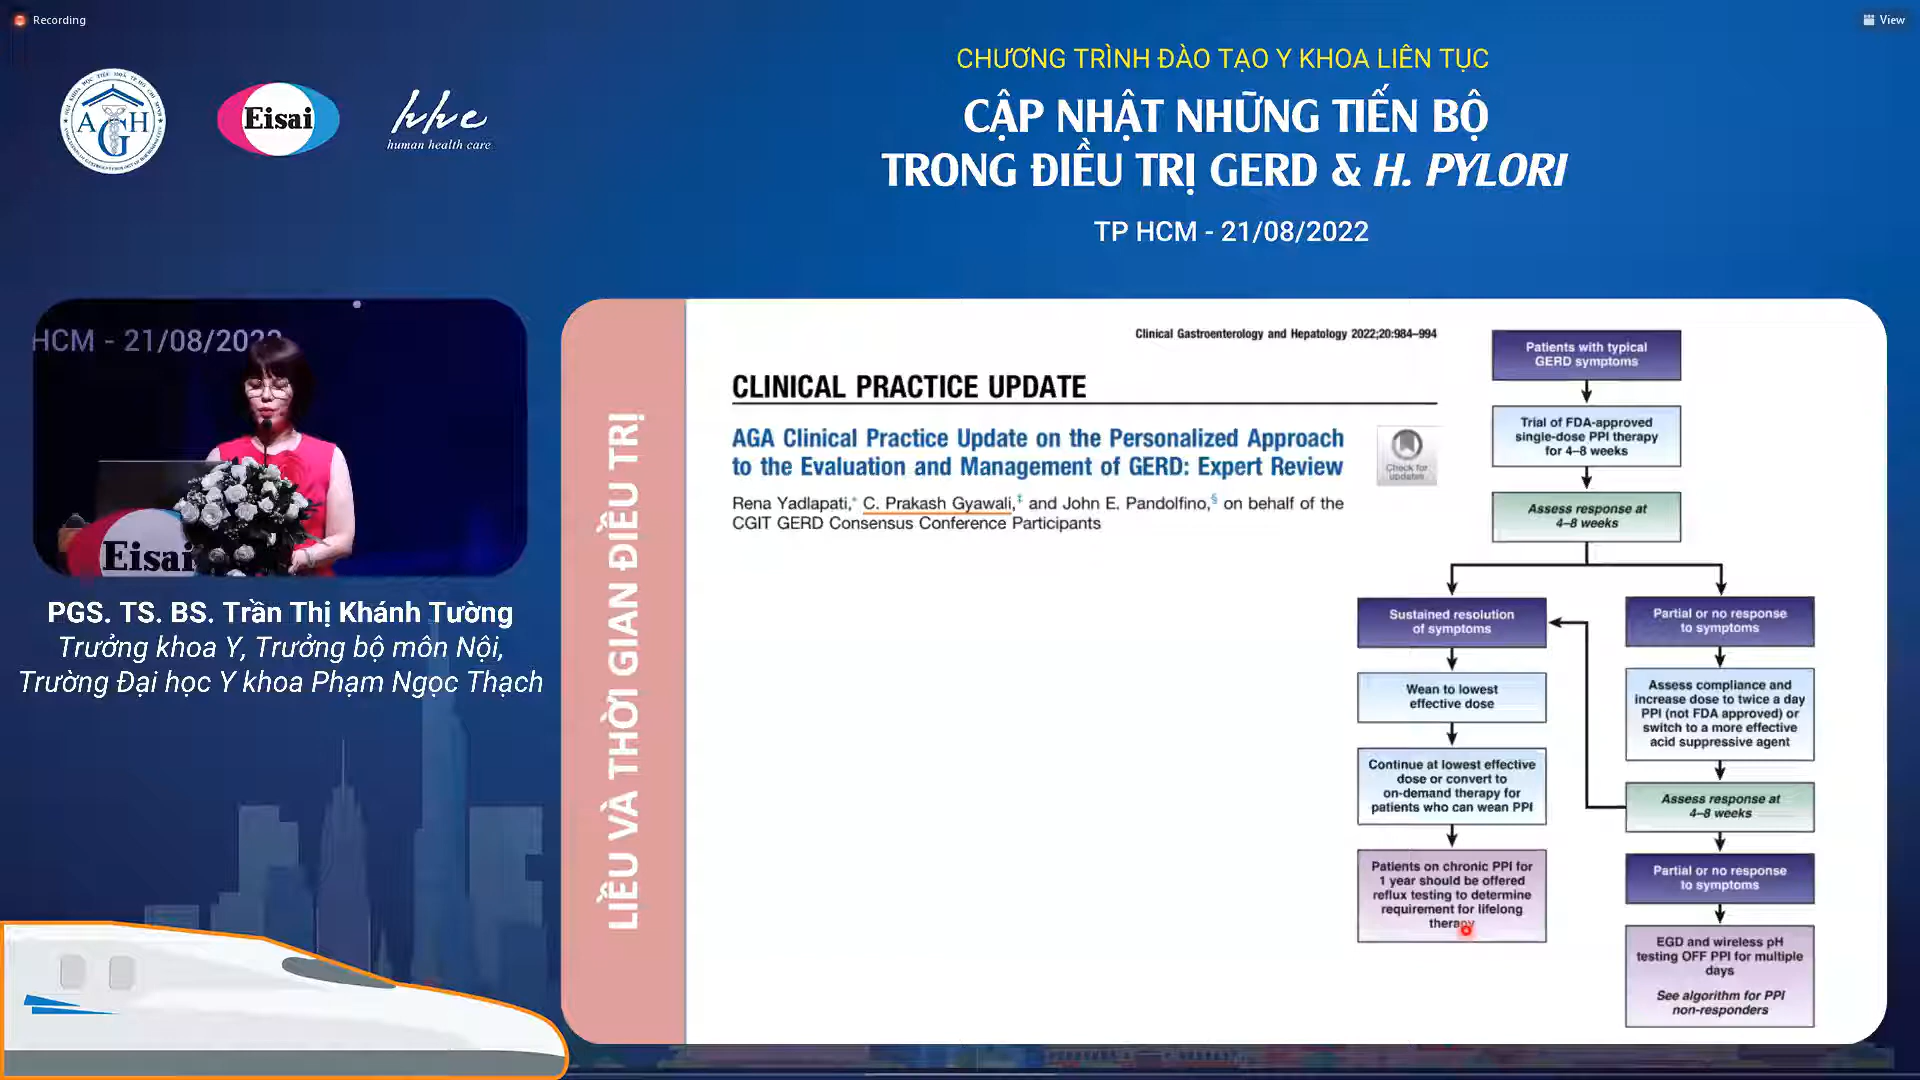 Recording
View
AGH
Eisai
hhc
human health care
CHƯƠNG TRÌNH ĐÀO TẠO Y KHOA LIÊN TỤC
CẬP NHẬT NHỮNG TIẾN BỘ
TRONG ĐIỀU TRỊ GERD & H. PYLORI
TP HCM - 21/08/2022
HCM - 21/08/2022
Eisai
PGS. TS. BS. Trần Thị Khánh Tường
Trưởng khoa Y, Trưởng bộ môn Nội,
Trường Đại học Y khoa Phạm Ngọc Thạch
LIỀU VÀ THỜI GIAN ĐIỀU TRỊ
Clinical Gastroenterology and Hepatology 2022;20:984–994
CLINICAL PRACTICE UPDATE
AGA Clinical Practice Update on the Personalized Approach
to the Evaluation and Management of GERD: Expert Review
Check for
updates
Rena Yadlapati,* C. Prakash Gyawali,‡ and John E. Pandolfino,§ on behalf of the
CGIT GERD Consensus Conference Participants
Patients with typical
GERD symptoms
Trial of FDA-approved
single-dose PPI therapy
for 4–8 weeks
Assess response at
4–8 weeks
Sustained resolution
of symptoms
Wean to lowest
effective dose
Continue at lowest effective
dose or convert to
on-demand therapy for
patients who can wean PPI
Patients on chronic PPI for
1 year should be offered
reflux testing to determine
requirement for lifelong
therapy
Partial or no response
to symptoms
Assess compliance and
increase dose to twice a day
PPI (not FDA approved) or
switch to a more effective
acid suppressive agent
Assess response at
4–8 weeks
Partial or no response
to symptoms
EGD and wireless pH
testing OFF PPI for multiple
days
See algorithm for PPI
non-responders